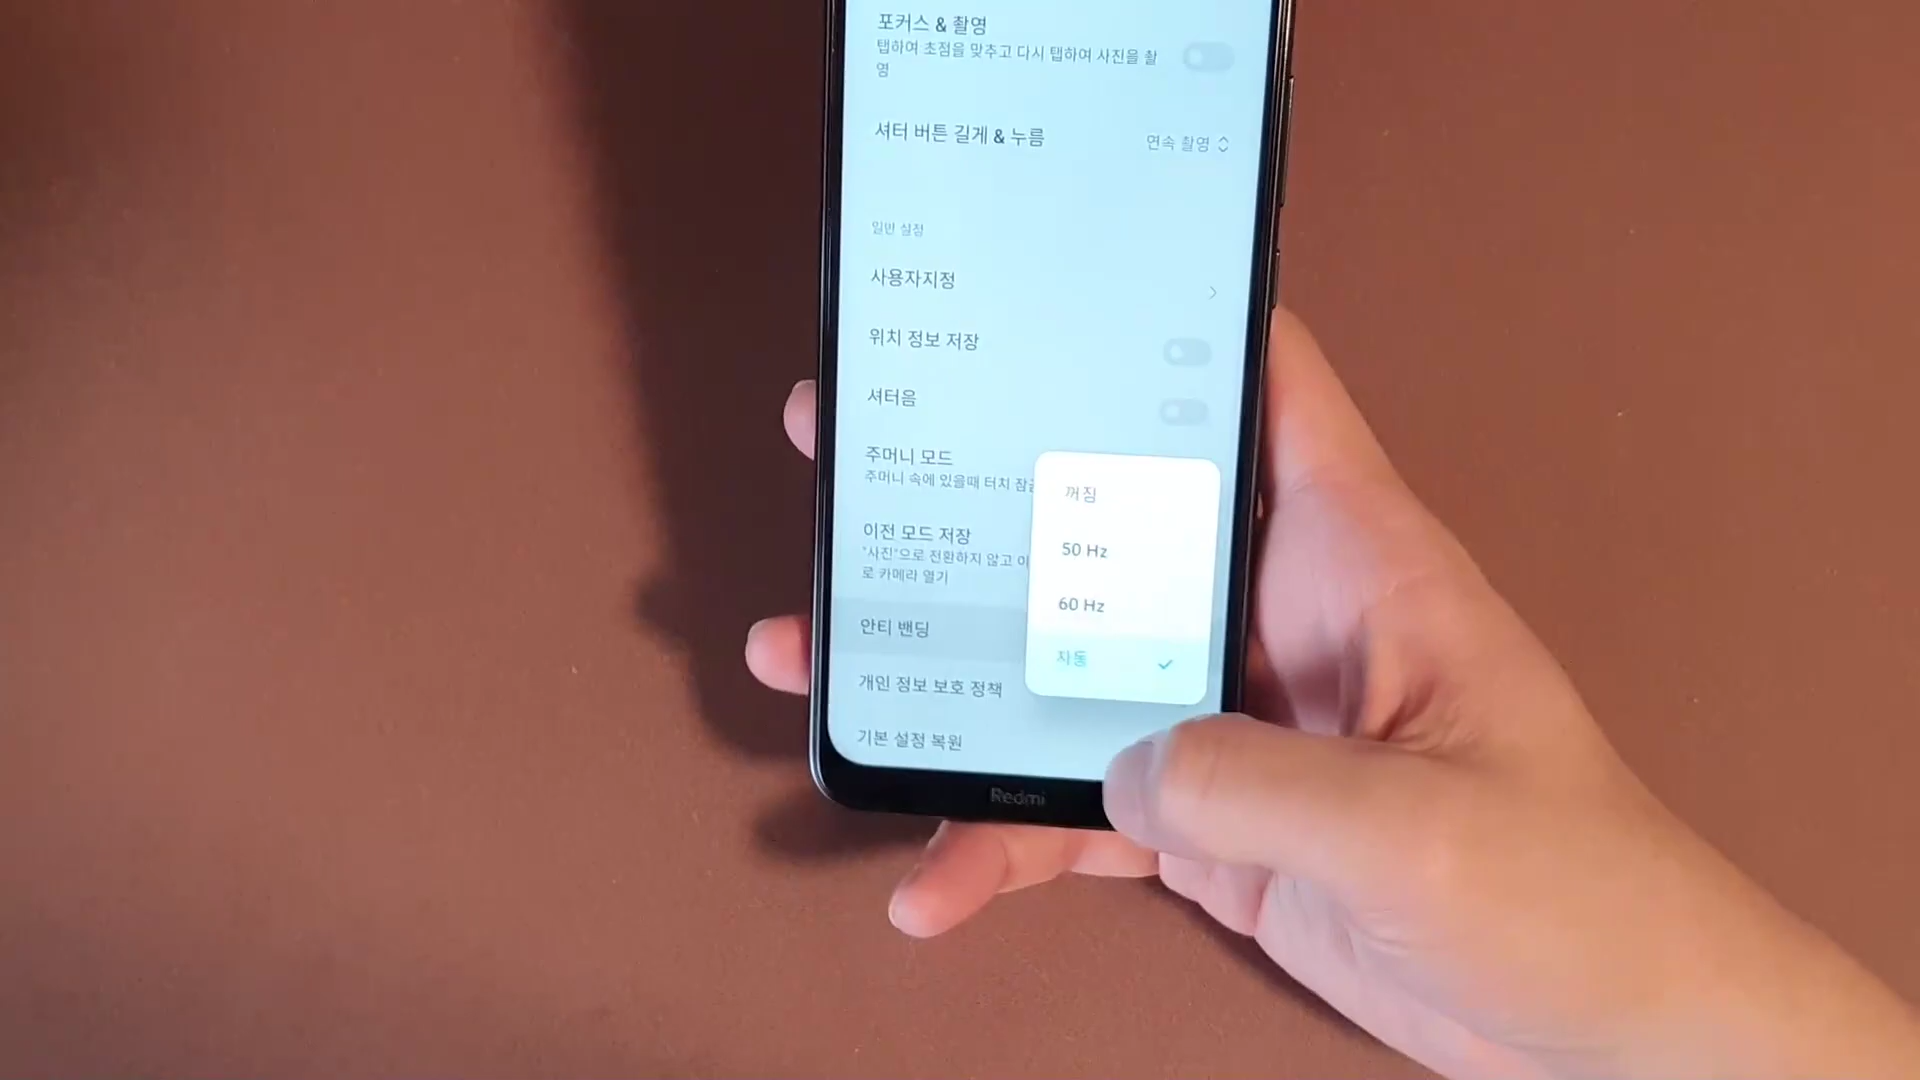 포커스 & 촬영
탭하여 초점을 맞추고 다시 탭하여 사진을 촬
영
셔터 버튼 길게 & 누름
연속 촬영
일반 설정
사용자지정
위치 정보 저장
셔터음
주머니 모드
주머니 속에 있을때 터치 잠금
꺼짐
이전 모드 저장
"사진"으로 전환하지 않고 이
로 카메라 열기
50 Hz
60 Hz
안티 밴딩
자동
개인 정보 보호 정책
기본 설정 복원
Redmi